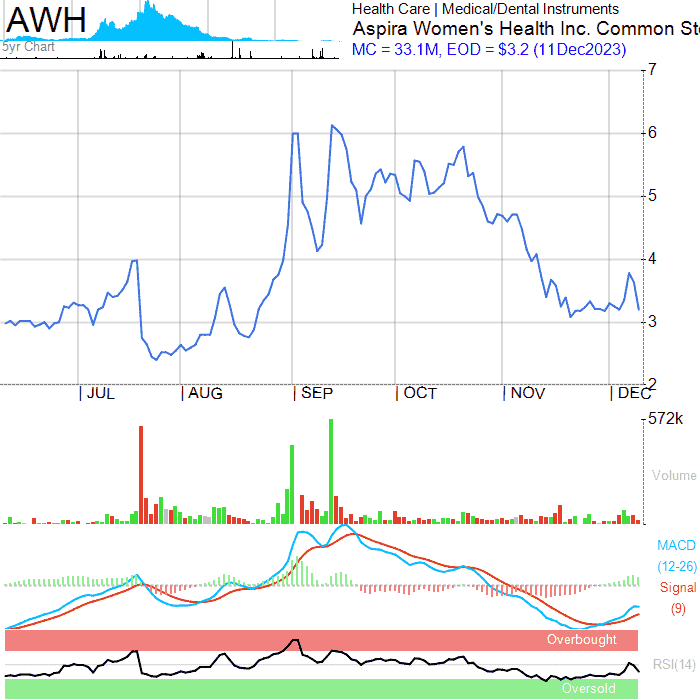 AWH
5yr Chart
Health Care | Medical/Dental Instruments
Aspira Women's Health Inc. Common Sto
MC = 33.1M, EOD = $3.2 (11Dec2023)
7
6
5
4
3
2
| JUL | AUG | SEP | OCT | NOV | DEC
572k
Volume
MACD
(12-26)
Signal
(9)
Overbought
RSI(14)
Oversold